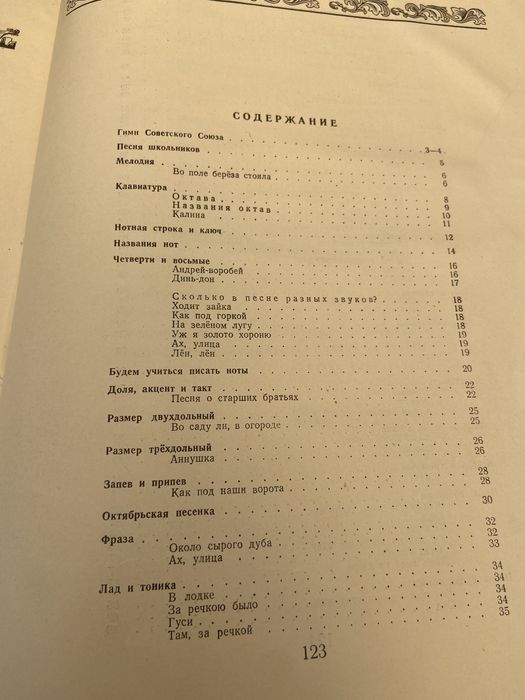 СОДЕРЖАНИЕ
Гимн Советского Союза . . . . . . . . . . . . . 3—4
Песня школьников . . . . . . . . . . . . . 5
Мелодия . . . . . . . . . . . . . 6
Во поле берёза стояла . . . . . . . . . . 6
Клавиатура . . . . . . . . . . . . . 8
Октава . . . . . . . . . . 9
Названия октав . . . . . . . . . . 10
Калина . . . . . . . . . . 11
Нотная строка и ключ . . . . . . . . . . 12
Названия нот . . . . . . . . . . . . . 14
Четверти и восьмые . . . . . . . . . . 16
Андрей-воробей . . . . . . . . . . 16
Динь-дон . . . . . . . . . . 17
Сколько в песне разных звуков? . . . . . . 18
Ходит зайка . . . . . . . . . . 18
Как под горкой . . . . . . . . . . 18
На зелёном лугу . . . . . . . . . . 18
Уж я золото хороню . . . . . . . . . . 19
Ах, улица . . . . . . . . . . 19
Лён, лён . . . . . . . . . . 19
Будем учиться писать ноты . . . . . . . . . . 20
Доля, акцент и такт . . . . . . . . . . 22
Песня о старших братьях . . . . . . . . . . 22
Размер двухдольный . . . . . . . . . . 25
Во саду ли, в огороде . . . . . . . . . . 25
Размер трёхдольный . . . . . . . . . . 26
Аннушка . . . . . . . . . . 26
Запев и припев . . . . . . . . . . 28
Как под наши ворота . . . . . . . . . . 28
Октябрьская песенка . . . . . . . . . . 30
Фраза . . . . . . . . . . 32
Около сырого дуба . . . . . . . . . . 32
Ах, улица . . . . . . . . . . 33
Лад и тоника . . . . . . . . . . 34
В лодке . . . . . . . . . . 34
За речкою было . . . . . . . . . . 34
Гуси . . . . . . . . . . 34
Там, за речкой . . . . . . . . . . 35
123